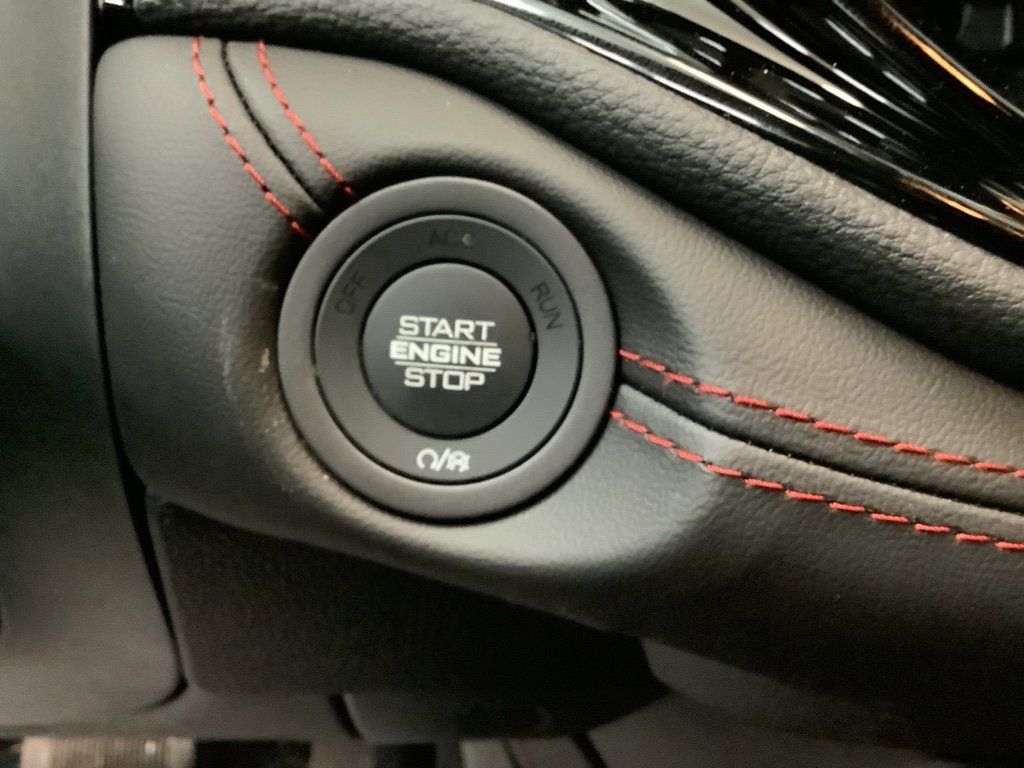 OFF
ACC
RUN
START
ENGINE
STOP